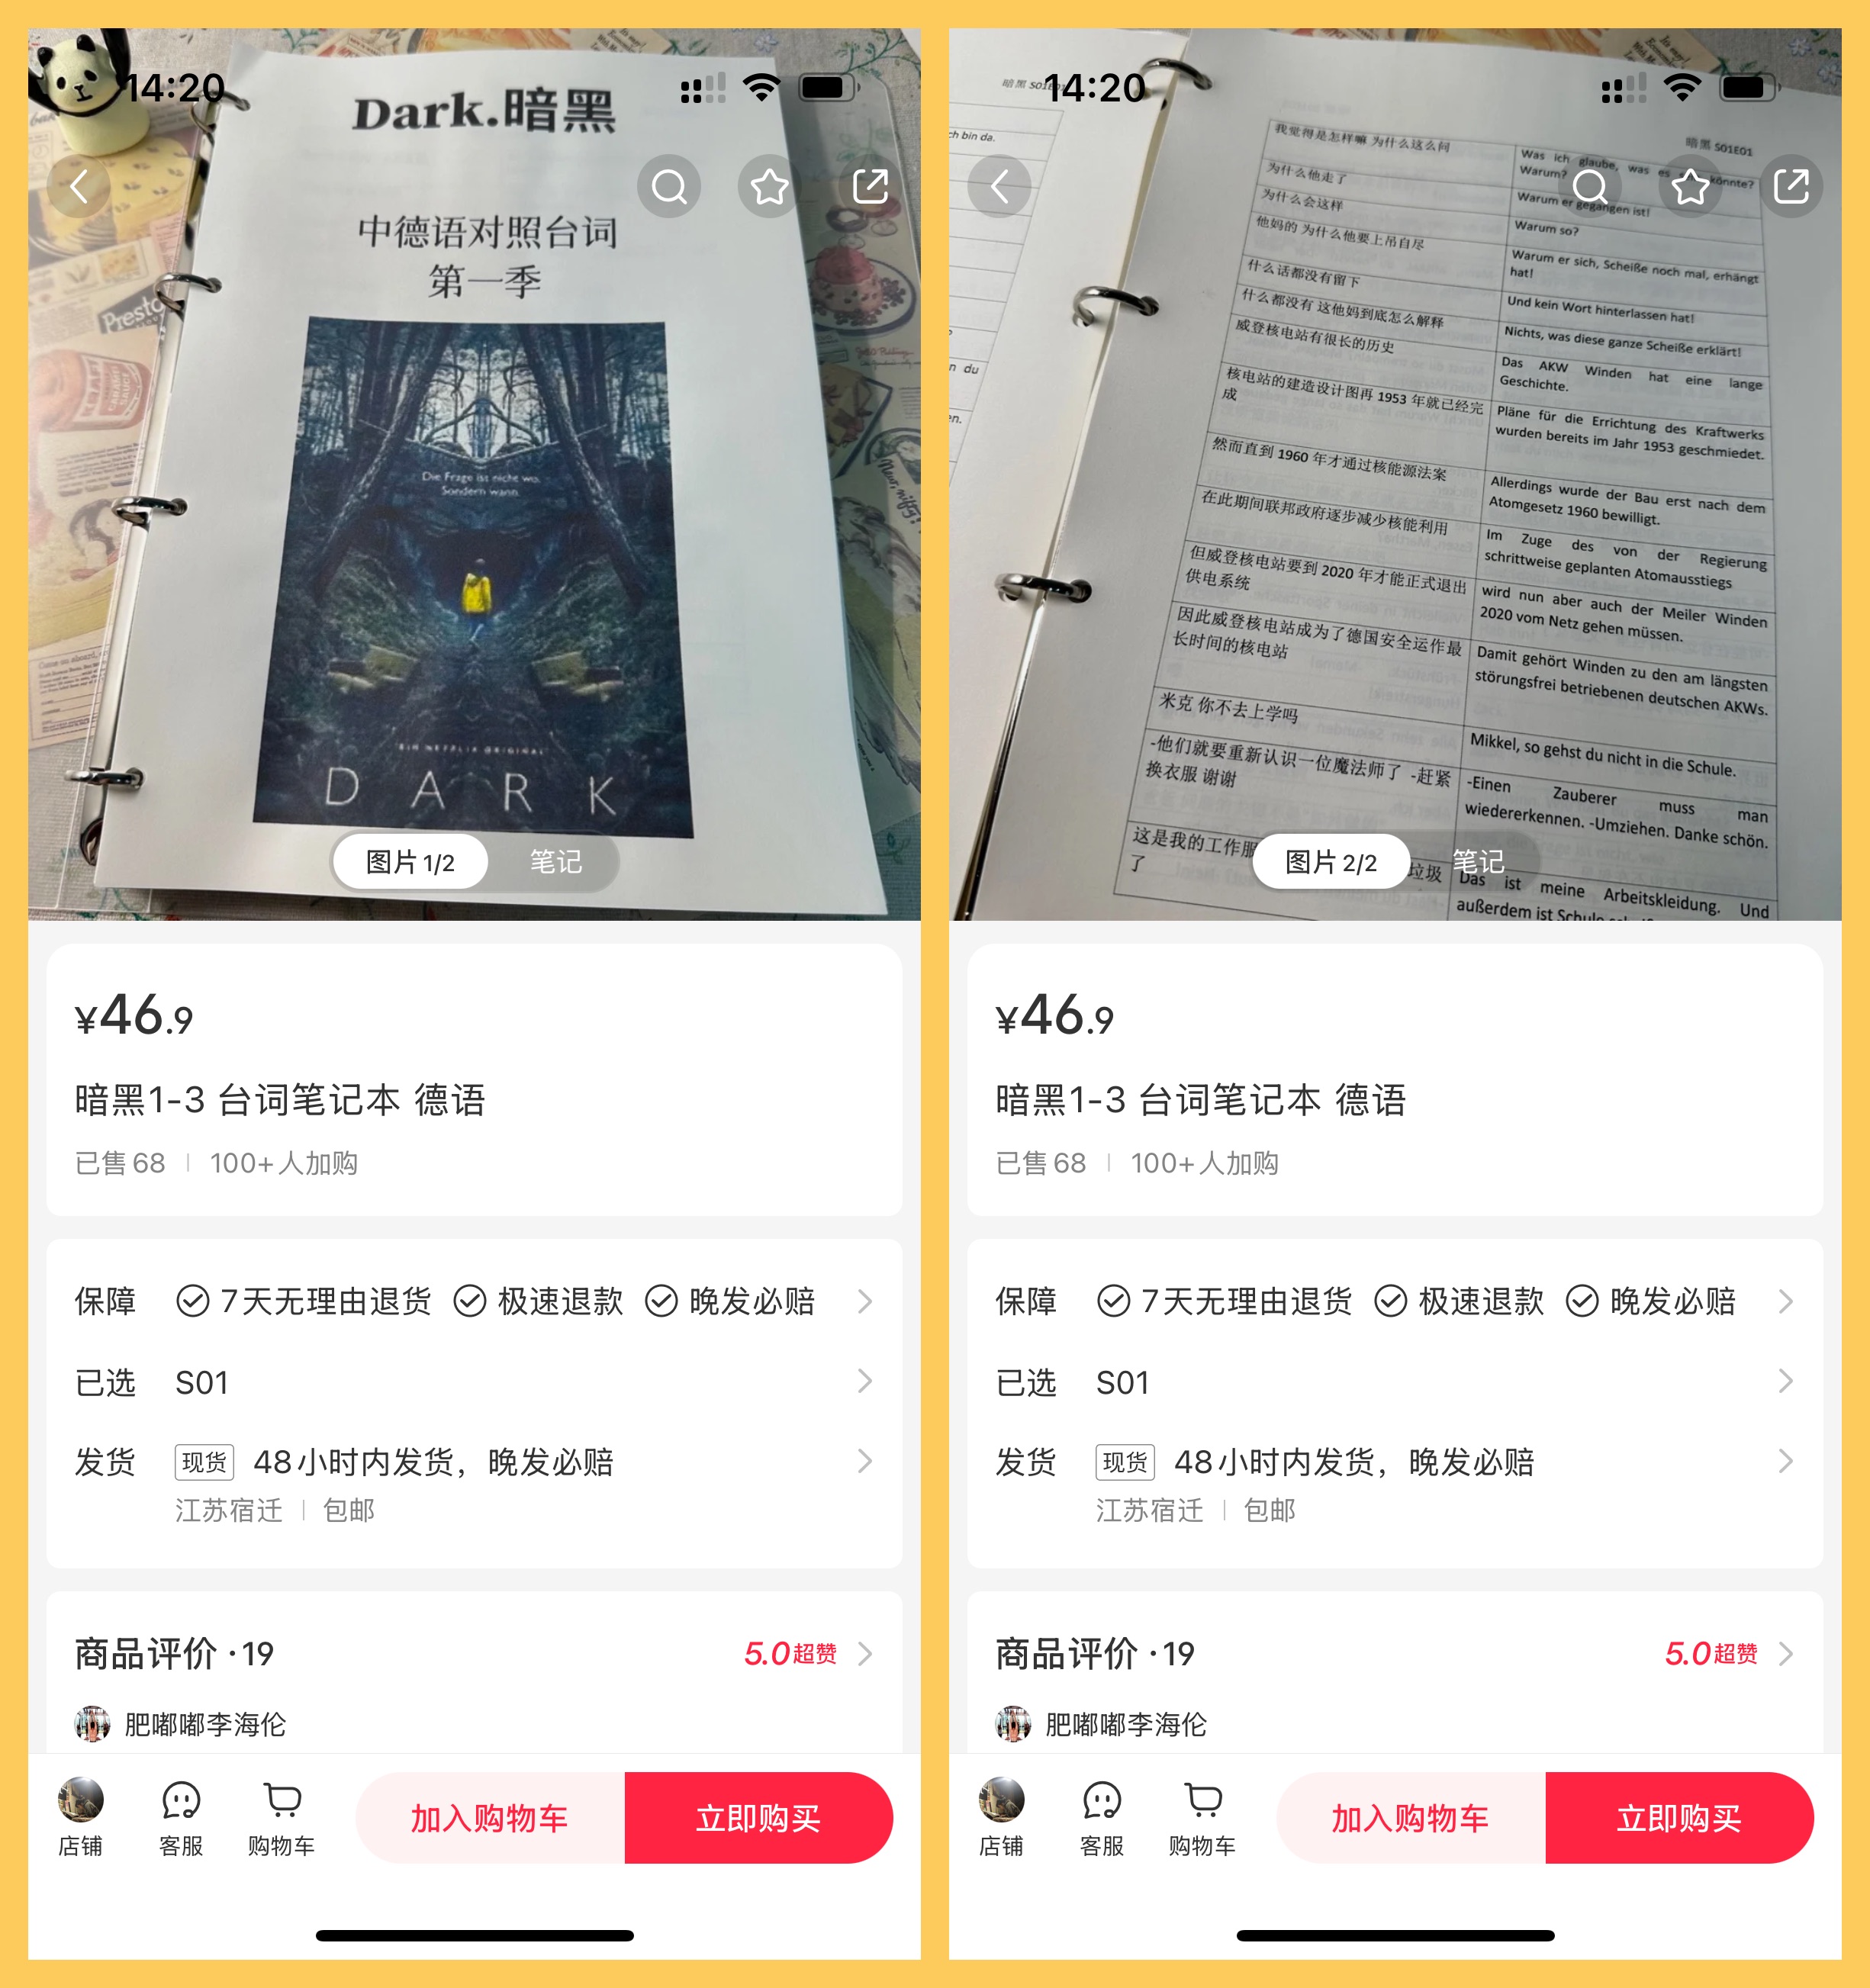 14:20
Dark.暗黑
中德语对照台词
第一季
Presto
KRAFT
Die Frage ist nicht wo.
Sondern wann.
EIN NETFLIX ORIGINAL
DARK
图片 1/2
笔记
¥46.9
暗黑1-3 台词笔记本 德语
已售 68
100+人加购
保障
7天无理由退货
极速退款
晚发必赔
已选
S01
发货
现货
48小时内发货，晚发必赔
江苏宿迁
包邮
商品评价 ·19
5.0超赞
肥嘟嘟李海伦
店铺
客服
购物车
加入购物车
立即购买
14:20
暗黑
ch bin da.
n du
en.
暗黑 S01E01
我觉得是怎样嘛 为什么这么问
Was ich glaube, was es könnte?
Warum?
为什么他走了
Warum er gegangen ist!
为什么会这样
Warum so?
他妈的 为什么他要上吊自尽
Warum er sich, Scheiße noch mal, erhängt
hat!
什么话都没有留下
Und kein Wort hinterlassen hat!
什么都没有 这他妈到底怎么解释
Nichts, was diese ganze Scheiße erklärt!
威登核电站有很长的历史
Das AKW Winden hat eine lange
Geschichte.
核电站的建造设计图再 1953 年就已经完
成
Pläne für die Errichtung des Kraftwerks
wurden bereits im Jahr 1953 geschmiedet.
然而直到 1960 年才通过核能源法案
Allerdings wurde der Bau erst nach dem
Atomgesetz 1960 bewilligt.
在此期间联邦政府逐步减少核能利用
Im Zuge des von der Regierung
schrittweise geplanten Atomausstiegs
但威登核电站要到 2020 年才能正式退出
供电系统
wird nun aber auch der Meiler Winden
2020 vom Netz gehen müssen.
因此威登核电站成为了德国安全运作最
长时间的核电站
Damit gehört Winden zu den am längsten
störungsfrei betriebenen deutschen AKWs.
米克 你不去上学吗
Mikkel, so gehst du nicht in die Schule.
-他们就要重新认识一位魔法师了 -赶紧
换衣服 谢谢
-Einen Zauberer muss man
wiedererkennen. -Umziehen. Danke schön.
这是我的工作服
垃圾
了
Das ist meine Arbeitskleidung. Und
außerdem ist Schule
图片 2/2
笔记
¥46.9
暗黑1-3 台词笔记本 德语
已售 68
100+人加购
保障
7天无理由退货
极速退款
晚发必赔
已选
S01
发货
现货
48小时内发货，晚发必赔
江苏宿迁
包邮
商品评价 ·19
5.0超赞
肥嘟嘟李海伦
店铺
客服
购物车
加入购物车
立即购买